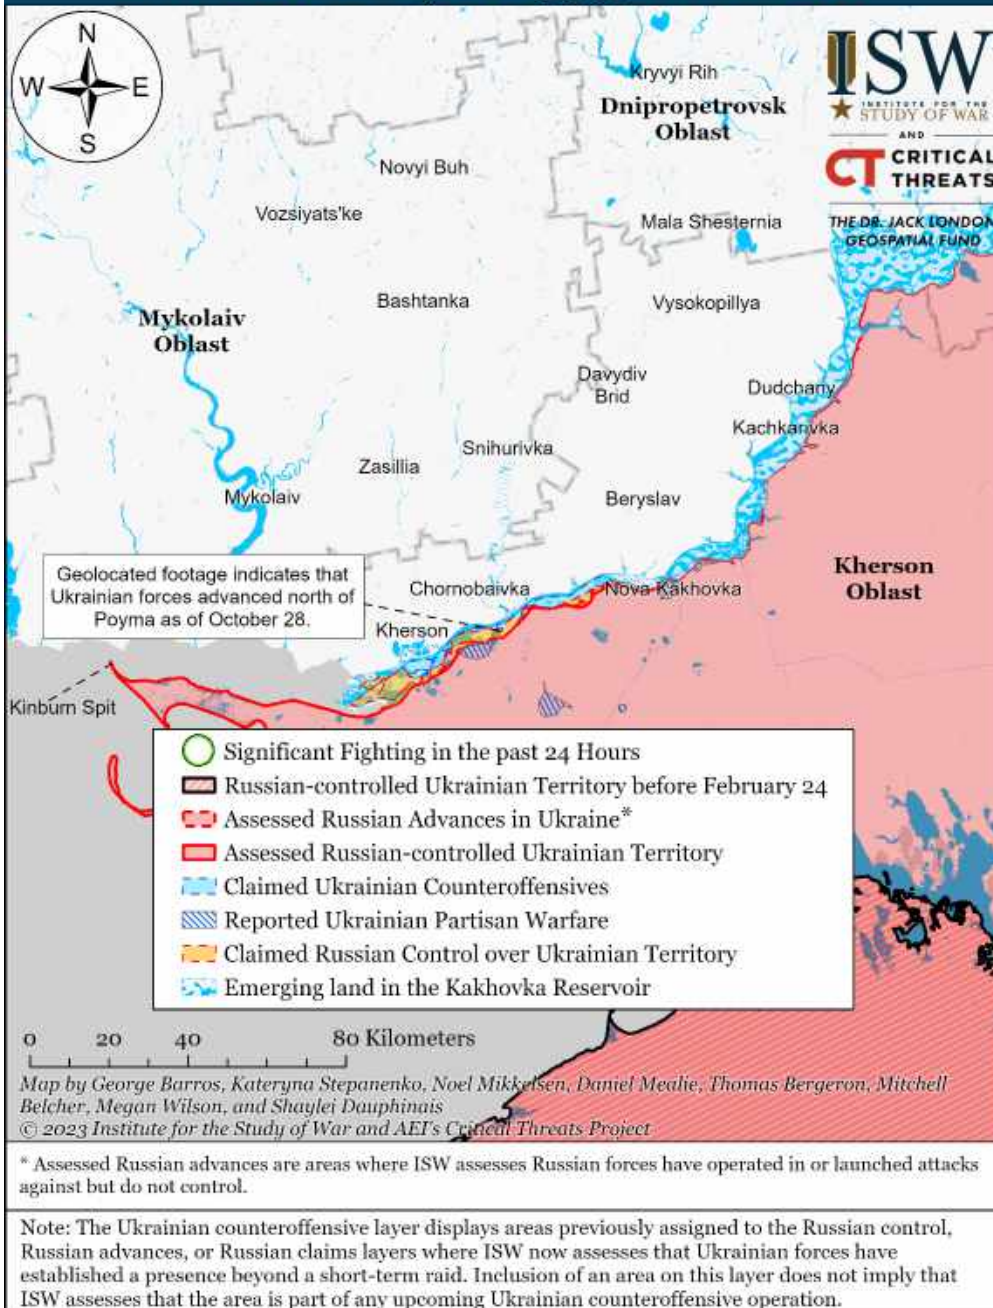 N
W
E
S
ISW
INSTITUTE FOR THE
STUDY OF WAR
AND
CT CRITICAL
THREATS
THE DR. JACK LONDON
GEOSPATIAL FUND
Kryvyi Rih
Dnipropetrovsk
Oblast
Novyi Buh
Vozsiyats'ke
Mala Shesternia
Bashtanka
Vysokopillya
Mykolaiv
Oblast
Davydiv
Brid
Dudchany
Kachkarivka
Snihurivka
Zasillia
Mykolaiv
Beryslav
Geolocated footage indicates that
Ukrainian forces advanced north of
Poyma as of October 28.
Kherson
Oblast
Chornobaivka
Nova Kakhovka
Kherson
Kinburn Spit
Significant Fighting in the past 24 Hours
Russian-controlled Ukrainian Territory before February 24
Assessed Russian Advances in Ukraine*
Assessed Russian-controlled Ukrainian Territory
Claimed Ukrainian Counteroffensives
Reported Ukrainian Partisan Warfare
Claimed Russian Control over Ukrainian Territory
Emerging land in the Kakhovka Reservoir
0 20 40 80 Kilometers
Map by George Barros, Kateryna Stepanenko, Noel Mikkelsen, Daniel Mealie, Thomas Bergeron, Mitchell
Belcher, Megan Wilson, and Shaylei Dauphinais
© 2023 Institute for the Study of War and AEI's Critical Threats Project
* Assessed Russian advances are areas where ISW assesses Russian forces have operated in or launched attacks
against but do not control.
Note: The Ukrainian counteroffensive layer displays areas previously assigned to the Russian control,
Russian advances, or Russian claims layers where ISW now assesses that Ukrainian forces have
established a presence beyond a short-term raid. Inclusion of an area on this layer does not imply that
ISW assesses that the area is part of any upcoming Ukrainian counteroffensive operation.